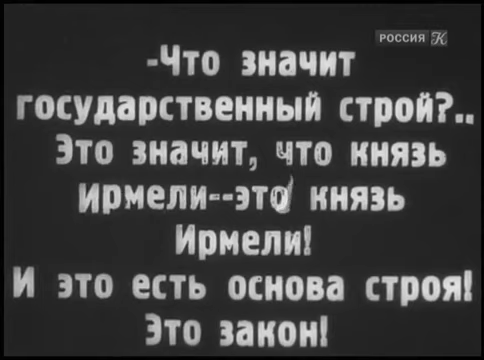 РОССИЯ К
-Что значит
государственный строй?..
Это значит, что князь
Ирмели--это князь
Ирмели!
И это есть основа строя!
Это закон!